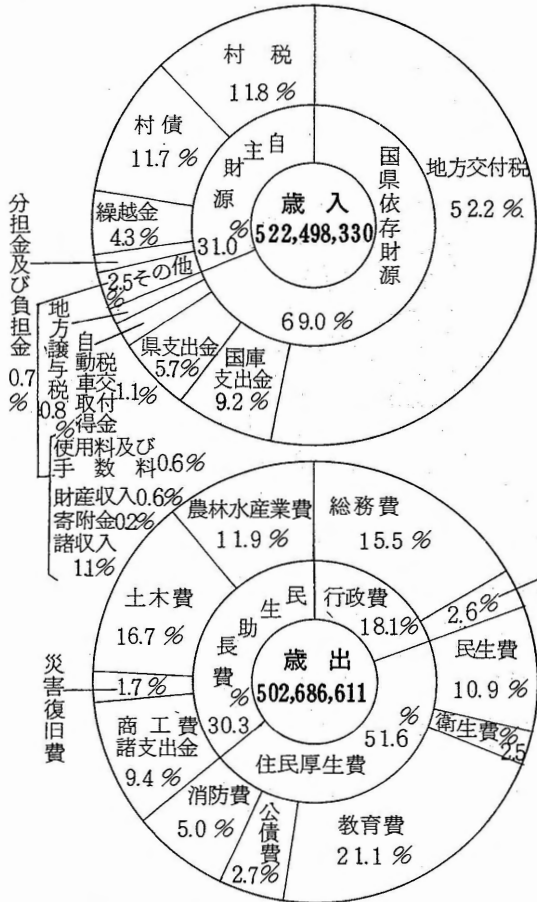 村税
11.8%
村債
11.7%
繰越金
4.3%
分担金及び負担金
0.7%
2.5%
その他
自主財源
31.0%
歳入
522,498,330
国県依存財源
69.0%
地方交付税
52.2%
国庫支出金
9.2%
県支出金
5.7%
自動車取得税交付金
1.1%
地方譲与税
0.8%
使用料及び手数料0.6%
財産収入0.6%
寄附金0.2%
諸収入
1.1%
農林水産業費
11.9%
総務費
15.5%
2.6%
民生費
10.9%
衛生費
2.5%
教育費
21.1%
公債費
2.7%
消防費
5.0%
商工費
諸支出金
9.4%
災害復旧費
1.7%
土木費
16.7%
民生助長費
30.3%
行政費
18.1%
歳出
502,686,611
51.6%
住民厚生費